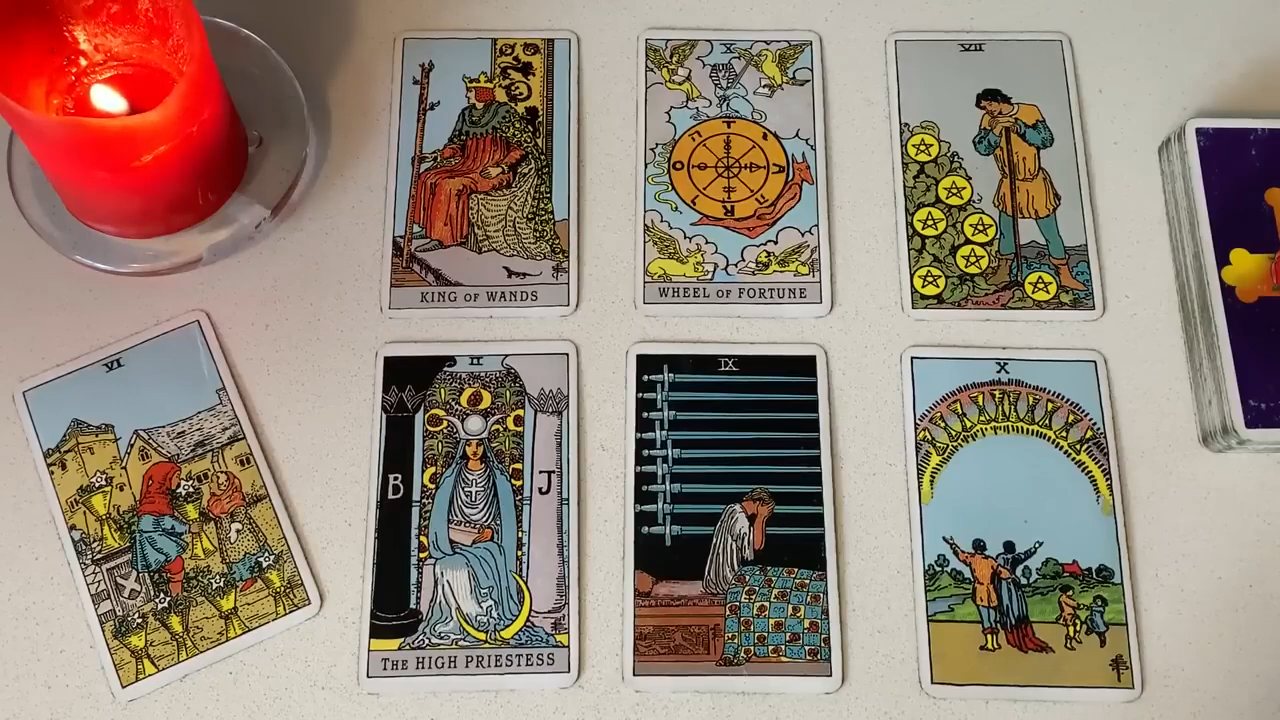 KING OF WANDS
X
WHEEL OF FORTUNE
VII
VI
II
B
J
THE HIGH PRIESTESS
IX
X